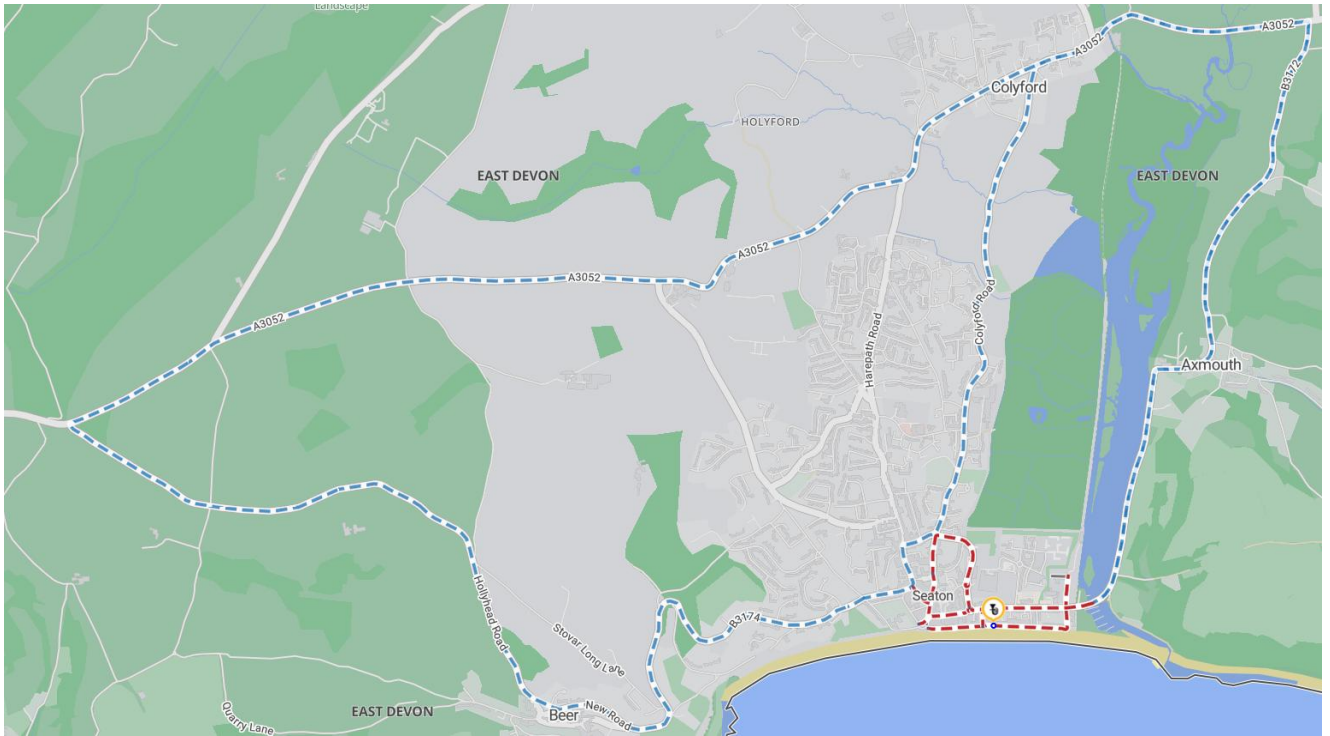 Landscape
A3052
A3052
B3172
Colyford
HOLYFORD
EAST DEVON
EAST DEVON
A3052
A3052
Colyford Road
A3052
Harepath Road
Axmouth
Hollyhead Road
Seaton
B3174
Stovar Long Lane
Quarry Lane
EAST DEVON
Beer
New Road